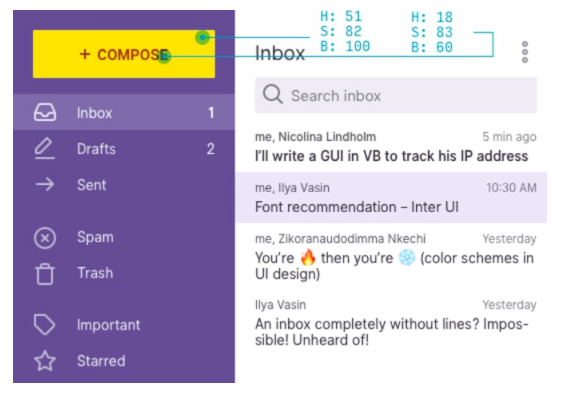 H: 51 H: 18
S: 82 S: 83
B: 100 B: 60
+ COMPOSE
Inbox 1
Drafts 2
Sent
Spam
Trash
Important
Starred
Inbox
Search inbox
me, Nicolina Lindholm 5 min ago
I'll write a GUI in VB to track his IP address
me, Ilya Vasin 10:30 AM
Font recommendation – Inter UI
me, Zikoranaudodimma Nkechi Yesterday
You're 🔥 then you're ❄️ (color schemes in
UI design)
Ilya Vasin Yesterday
An inbox completely without lines? Impos-
sible! Unheard of!